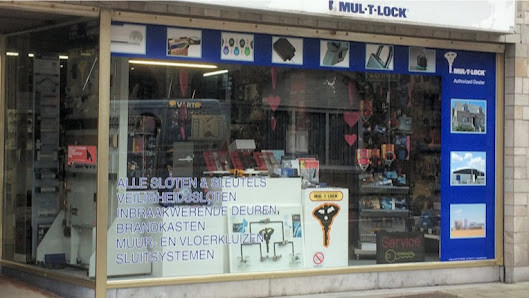 MUL·T·LOCK
MUL·T·LOCK
Authorized Dealer
VARTA
ALLE SLOTEN & SLEUTELS
VEILIGHEIDSSLOTEN
INBRAAKWERENDE DEUREN,
BRANDKASTEN
MUUR- EN VLOERKLUIZEN,
SLUITSYSTEMEN
MUL·T·LOCK
Service